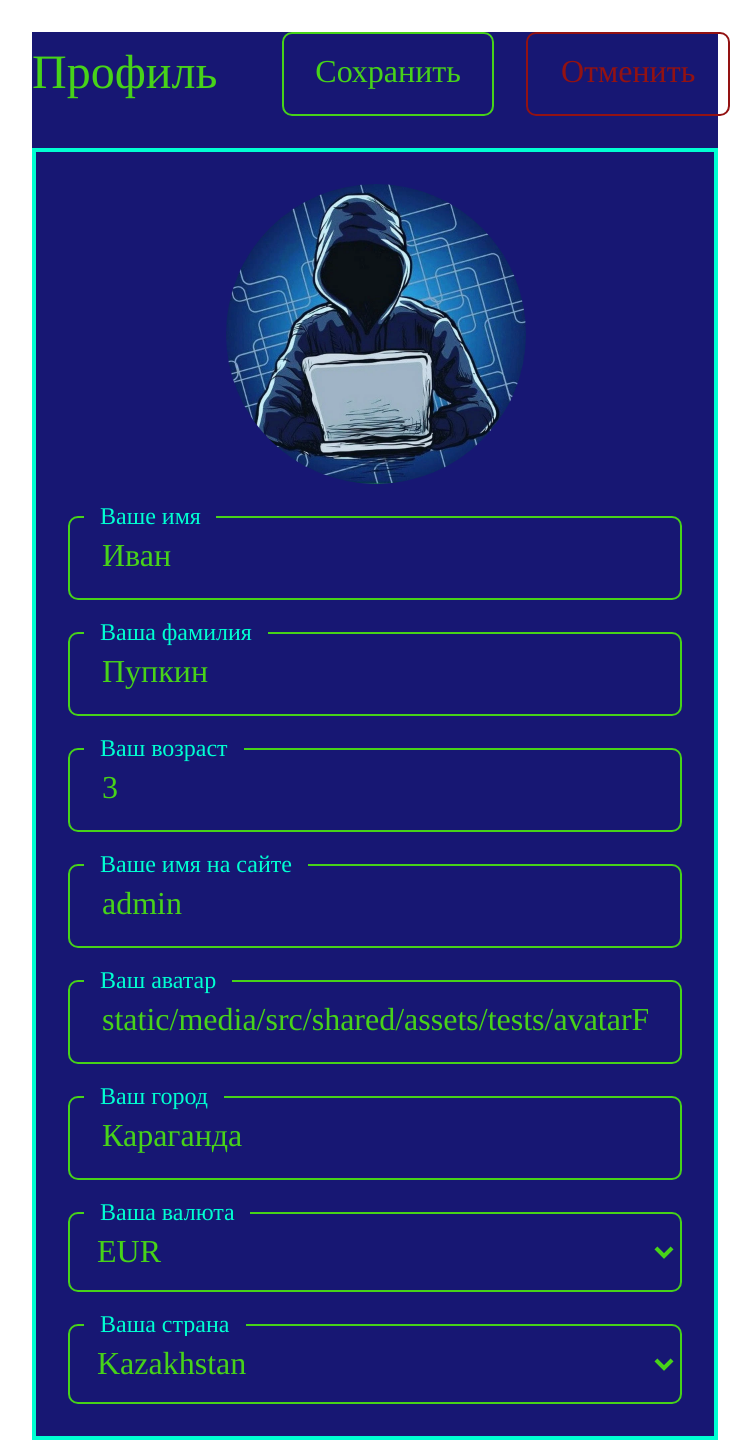 Профиль
Сохранить
Отменить
Ваше имя
Иван
Ваша фамилия
Пупкин
Ваш возраст
3
Ваше имя на сайте
admin
Ваш аватар
static/media/src/shared/assets/tests/avatarF
Ваш город
Караганда
Ваша валюта
EUR
Ваша страна
Kazakhstan